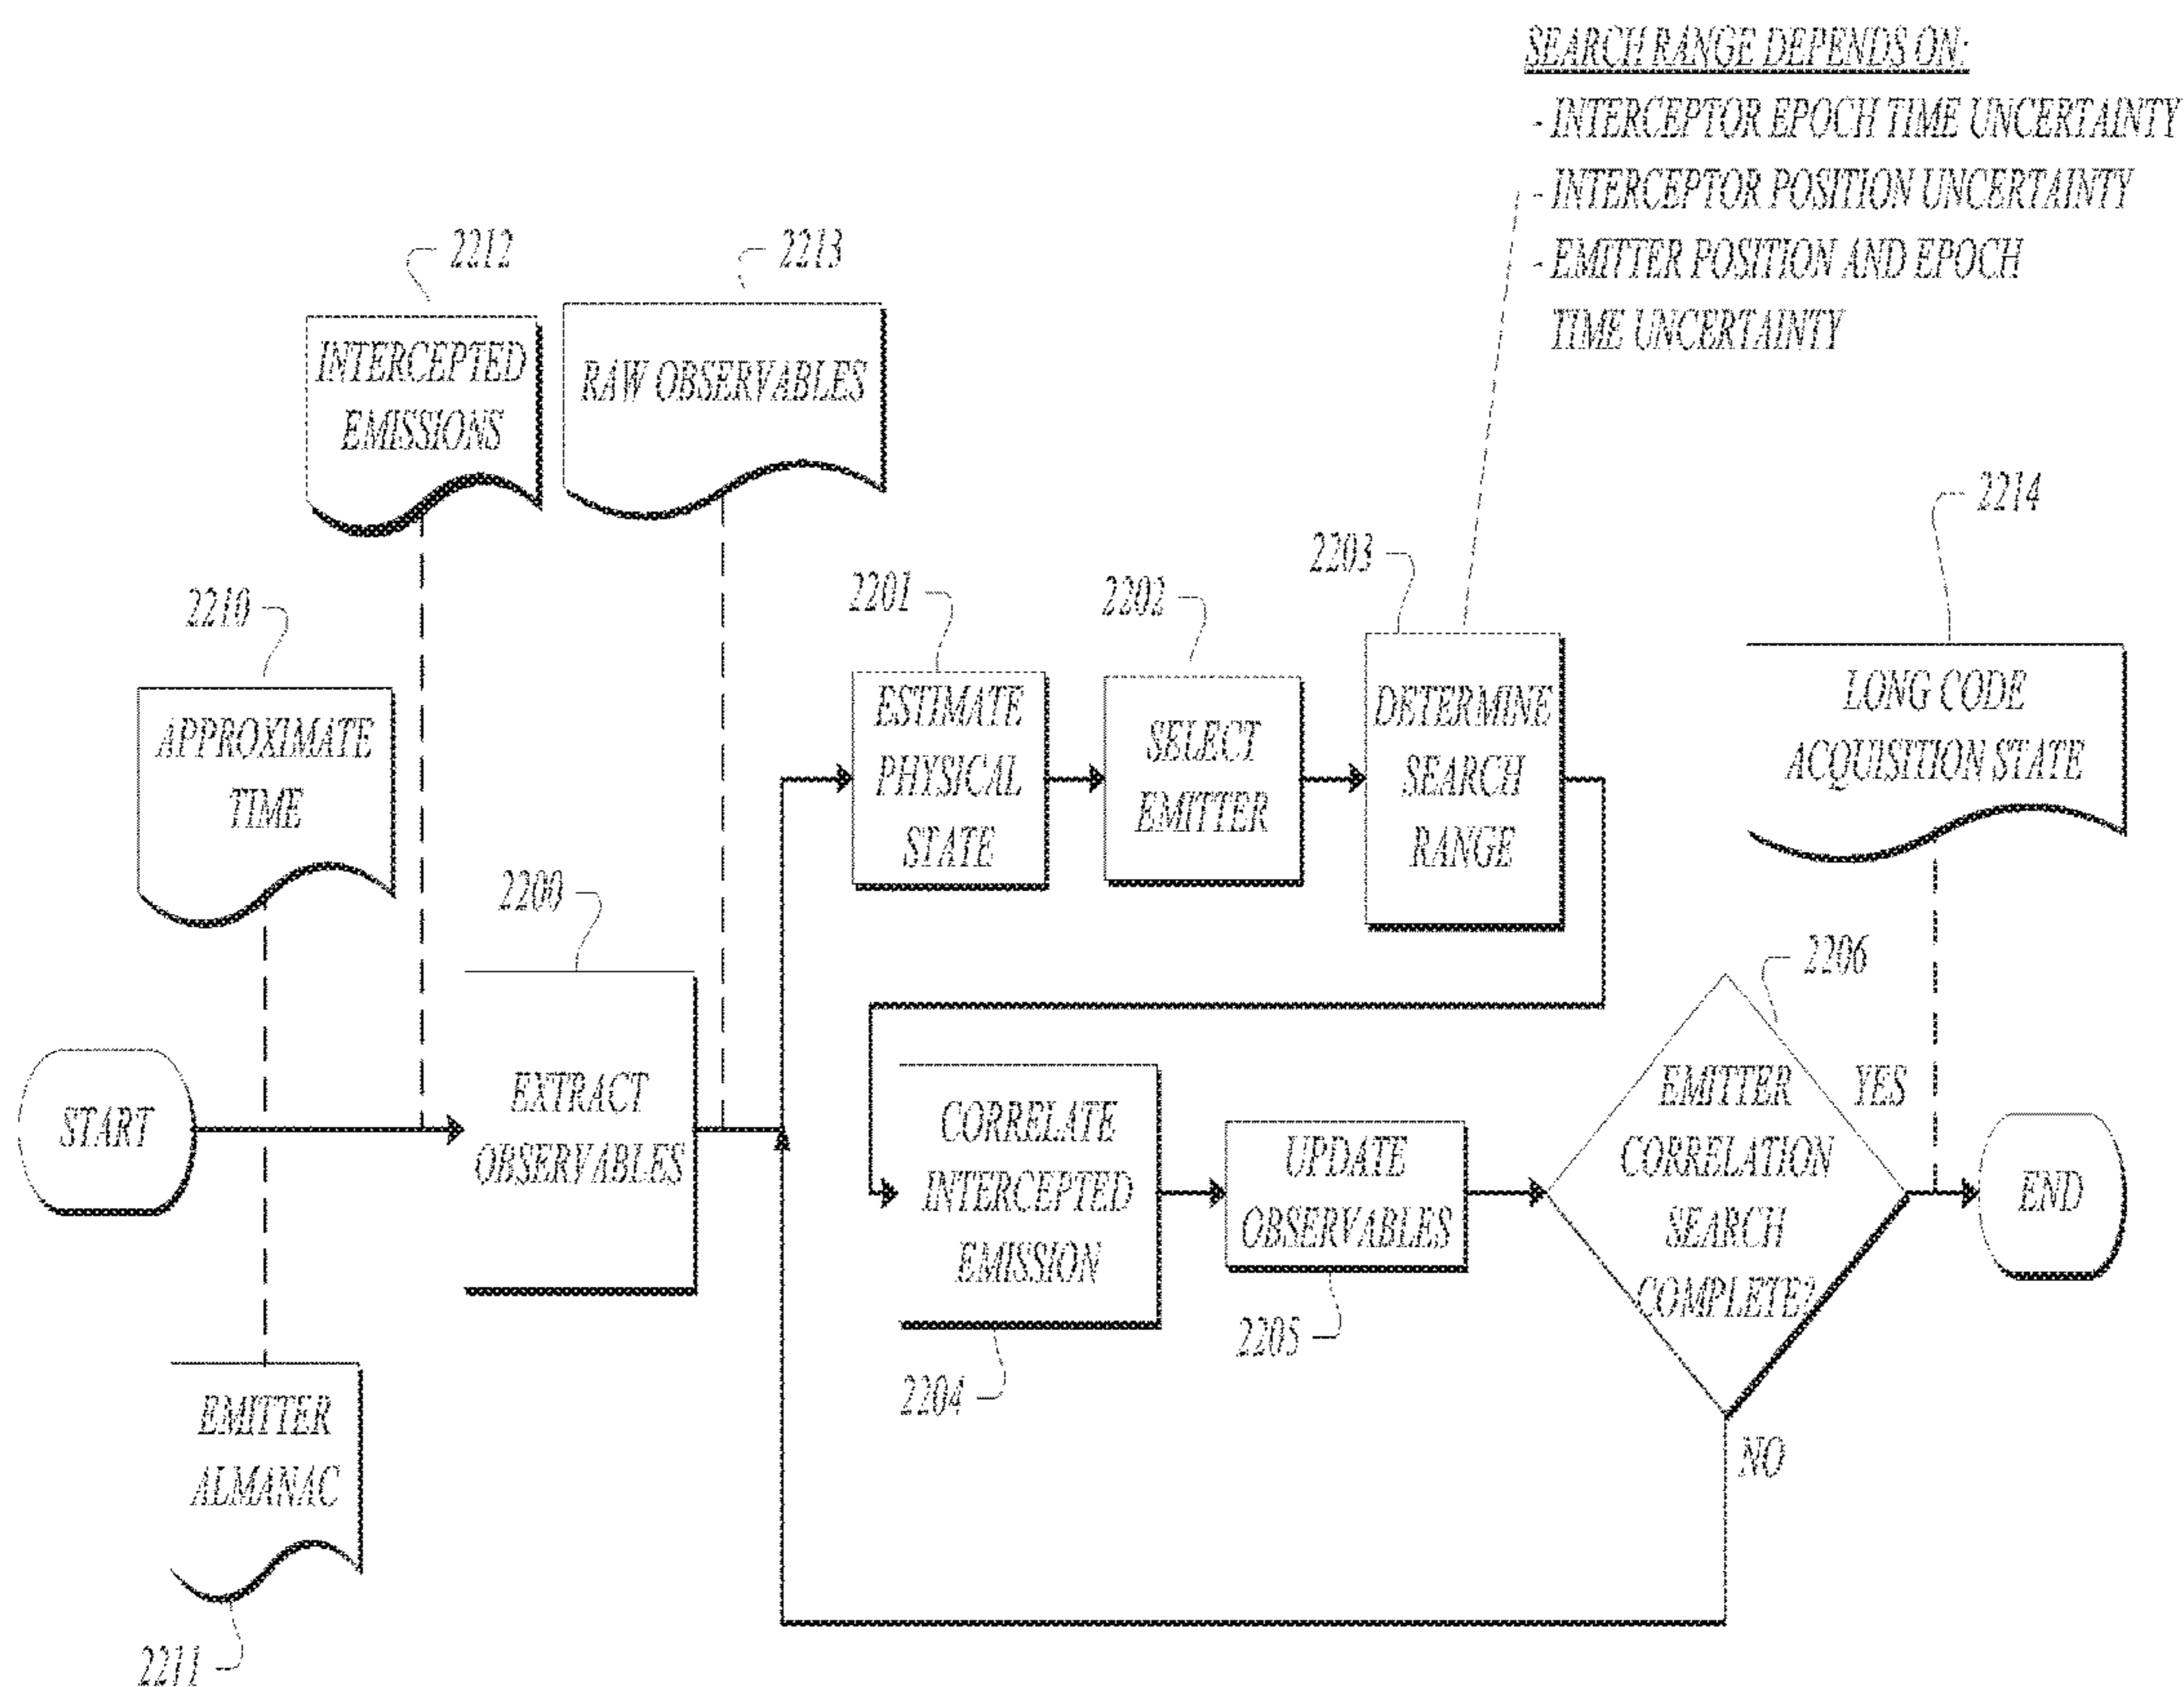 SEARCH RANGE DEPENDS ON:
- INTERCEPTOR EPOCH TIME UNCERTAINTY
- INTERCEPTOR POSITION UNCERTAINTY
- EMITTER POSITION AND EPOCH
TIME UNCERTAINTY
2212
2213
INTERCEPTED
EMISSIONS
RAW OBSERVABLES
2210
APPROXIMATE
TIME
2201
ESTIMATE
PHYSICAL
STATE
2202
SELECT
EMITTER
2203
DETERMINE
SEARCH
RANGE
2214
LONG CODE
ACQUISITION STATE
START
2200
EXTRACT
OBSERVABLES
CORRELATE
INTERCEPTED
EMISSION
2204
UPDATE
OBSERVABLES
2205
2206
EMITTER
CORRELATION
SEARCH
COMPLETE?
YES
END
NO
EMITTER
ALMANAC
2211